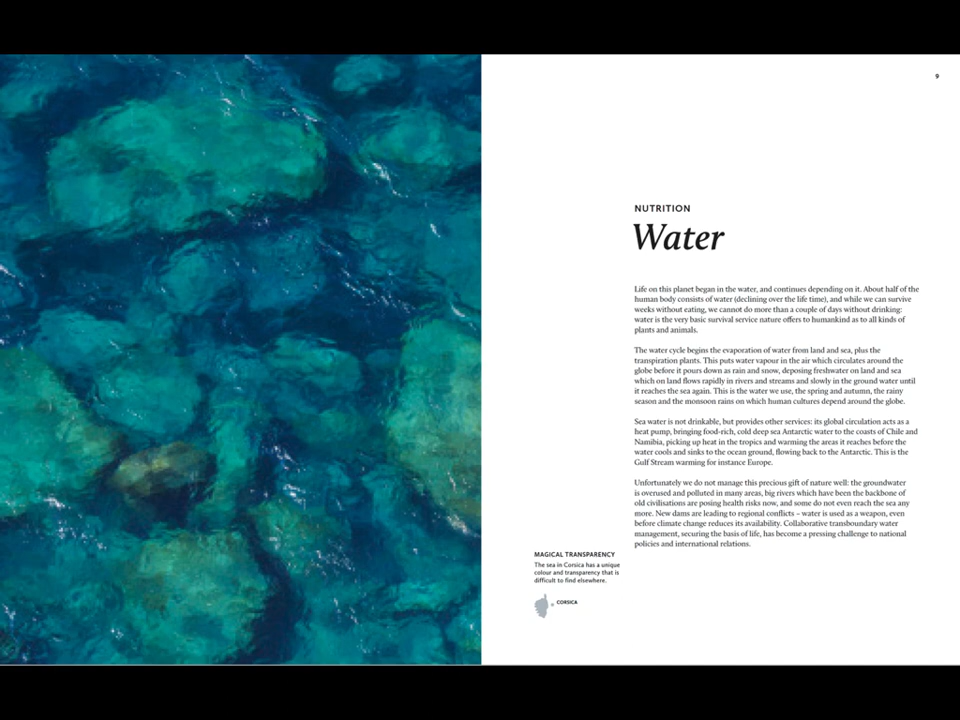 9
NUTRITION
Water
Life on this planet began in the water, and continues depending on it. About half of the
human body consists of water (declining over the life time), and while we can survive
weeks without eating, we cannot do more than a couple of days without drinking:
water is the very basic survival service nature offers to humankind as to all kinds of
plants and animals.
The water cycle begins the evaporation of water from land and sea, plus the
transpiration plants. This puts water vapour in the air which circulates around the
globe before it pours down as rain and snow, deposing freshwater on land and sea
which on land flows rapidly in rivers and streams and slowly in the ground water until
it reaches the sea again. This is the water we use, the spring and autumn, the rainy
season and the monsoon rains on which human cultures depend around the globe.
Sea water is not drinkable, but provides other services: its global circulation acts as a
heat pump, bringing food-rich, cold deep sea Antarctic water to the coasts of Chile and
Namibia, picking up heat in the tropics and warming the areas it reaches before the
water cools and sinks to the ocean ground, flowing back to the Antarctic. This is the
Gulf Stream warming for instance Europe.
Unfortunately we do not manage this precious gift of nature well: the groundwater
is overused and polluted in many areas, big rivers which have been the backbone of
old civilisations are posing health risks now, and some do not even reach the sea any
more. New dams are leading to regional conflicts – water is used as a weapon, even
before climate change reduces its availability. Collaborative transboundary water
management, securing the basis of life, has become a pressing challenge to national
policies and international relations.
MAGICAL TRANSPARENCY
The sea in Corsica has a unique
colour and transparency that is
difficult to find elsewhere.
CORSICA